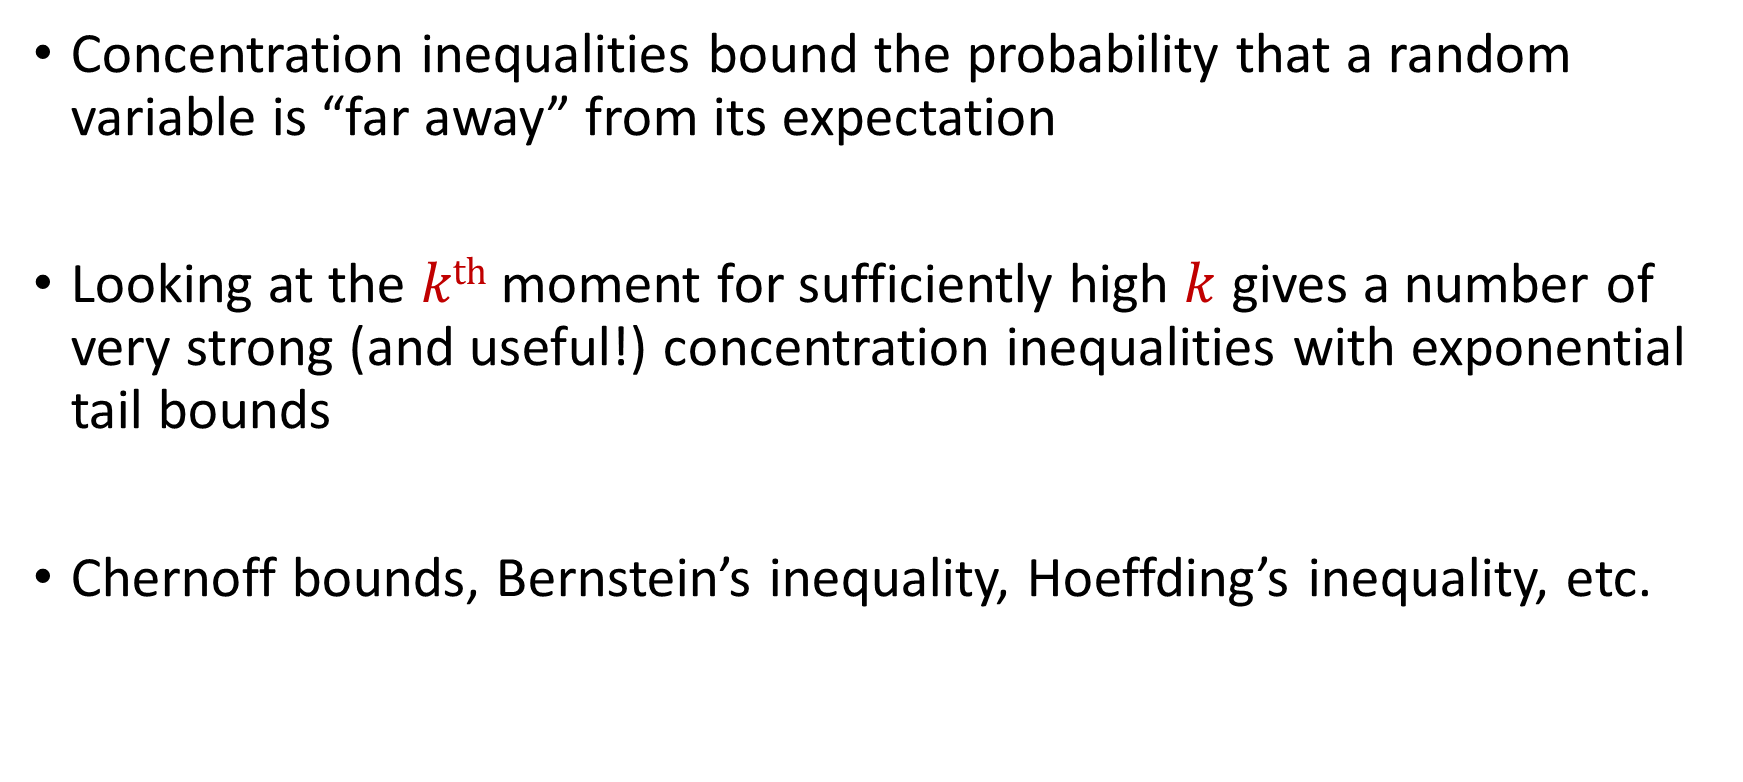 • Concentration inequalities bound the probability that a random
variable is “far away” from its expectation
• Looking at the kᵗʰ moment for sufficiently high k gives a number of
very strong (and useful!) concentration inequalities with exponential
tail bounds
• Chernoff bounds, Bernstein’s inequality, Hoeffding’s inequality, etc.